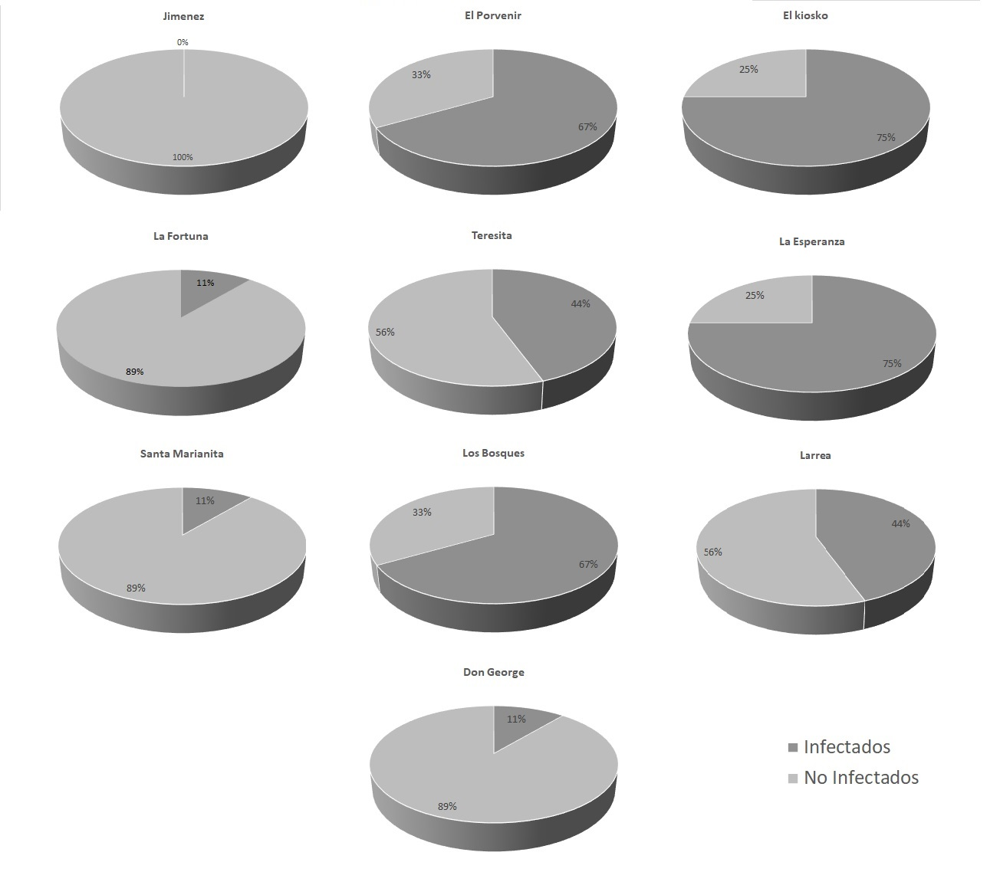 Jimenez
0%
100%
El Porvenir
33%
67%
El kiosko
25%
75%
La Fortuna
11%
89%
Teresita
44%
56%
La Esperanza
25%
75%
Santa Marianita
11%
89%
Los Bosques
33%
67%
Larrea
44%
56%
Don George
11%
89%
Infectados
No Infectados